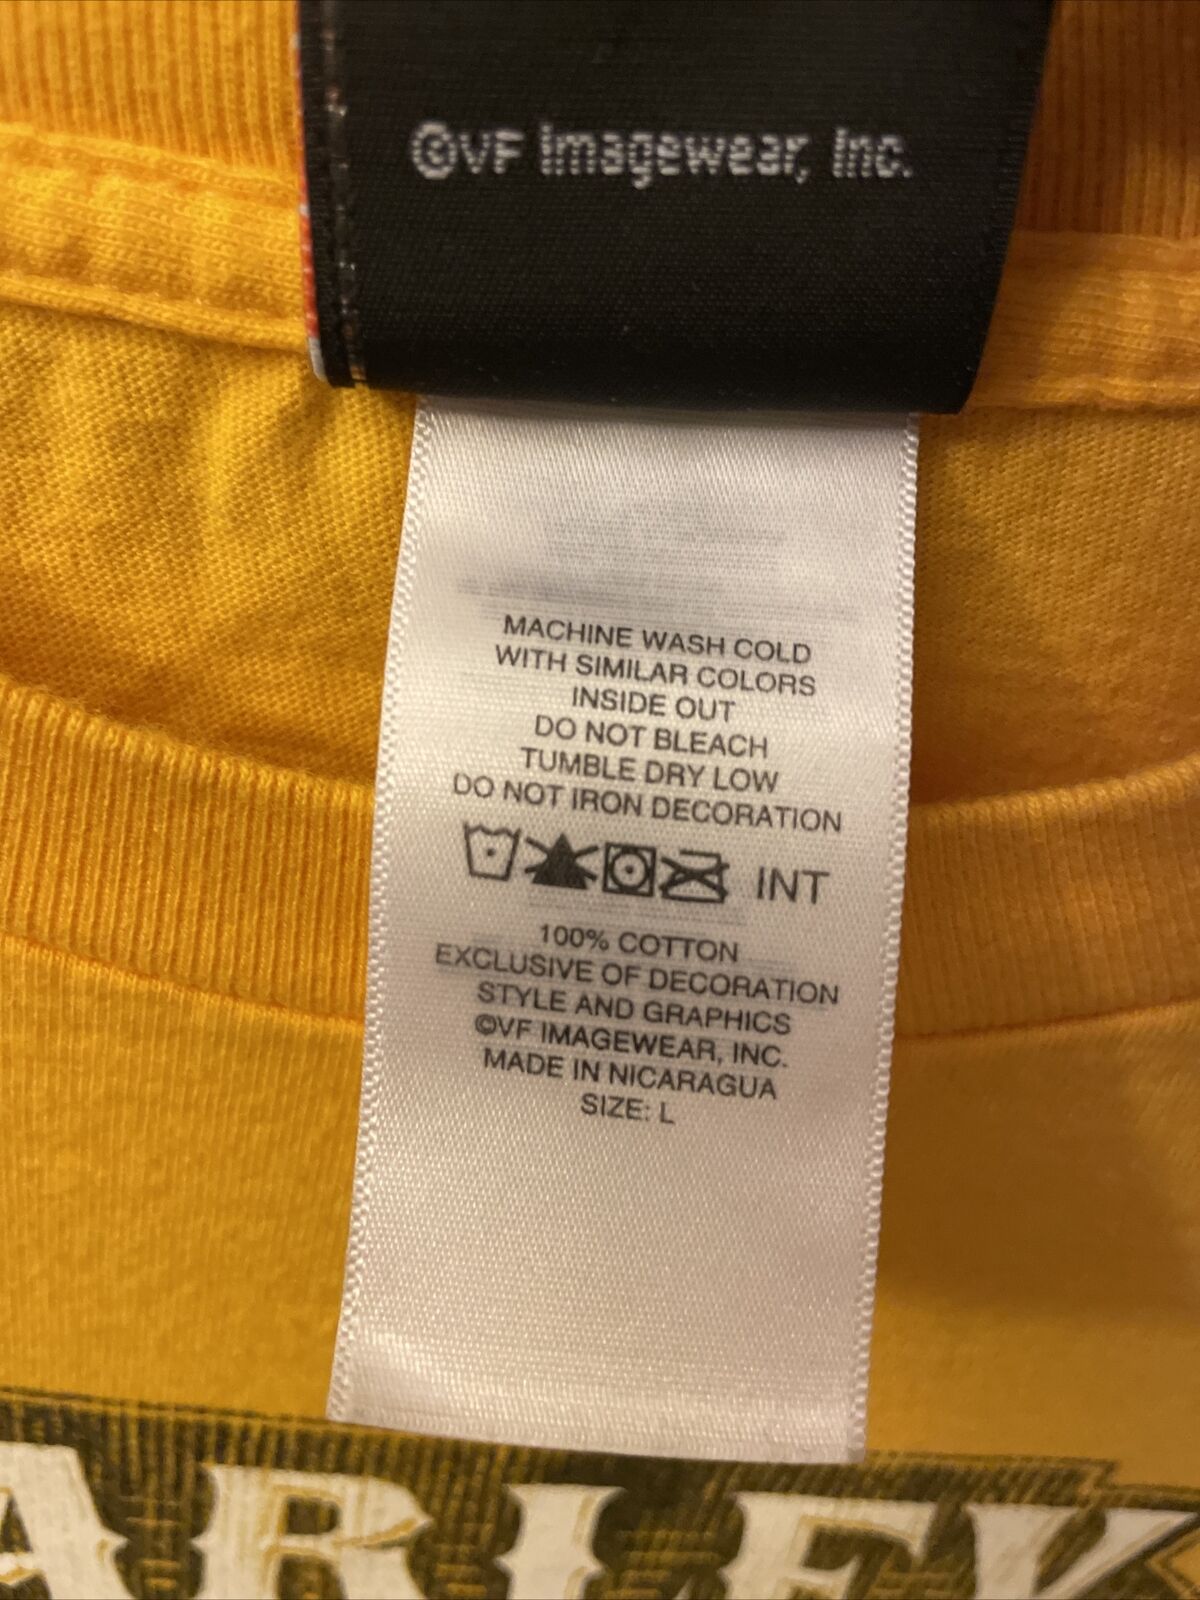 ©VF Imagewear, Inc.
MACHINE WASH COLD
WITH SIMILAR COLORS
INSIDE OUT
DO NOT BLEACH
TUMBLE DRY LOW
DO NOT IRON DECORATION
INT
100% COTTON
EXCLUSIVE OF DECORATION
STYLE AND GRAPHICS
©VF IMAGEWEAR, INC.
MADE IN NICARAGUA
SIZE: L
ARLEY